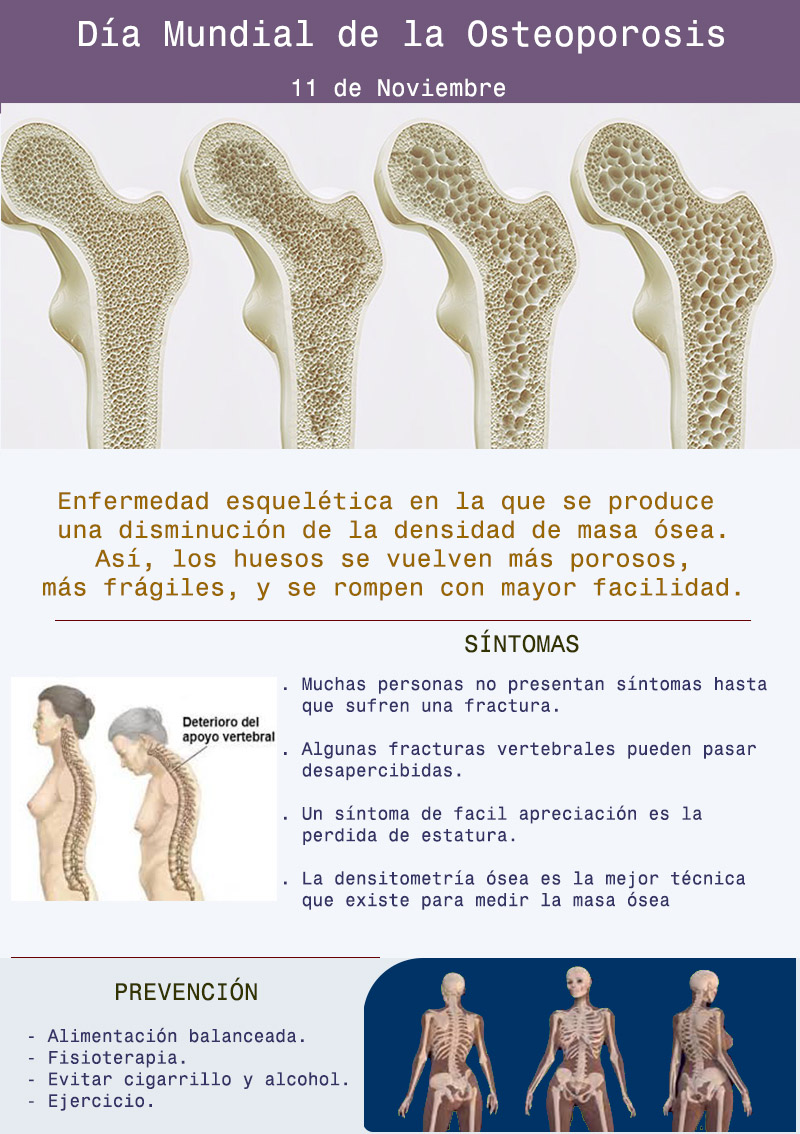 Día Mundial de la Osteoporosis
11 de Noviembre
Enfermedad esquelética en la que se produce
una disminución de la densidad de masa ósea.
Así, los huesos se vuelven más porosos,
más frágiles, y se rompen con mayor facilidad.
SÍNTOMAS
Deterioro del
apoyo vertebral
. Muchas personas no presentan síntomas hasta
que sufren una fractura.
. Algunas fracturas vertebrales pueden pasar
desapercibidas.
. Un síntoma de facil apreciación es la
perdida de estatura.
. La densitometría ósea es la mejor técnica
que existe para medir la masa ósea
PREVENCIÓN
- Alimentación balanceada.
- Fisioterapia.
- Evitar cigarrillo y alcohol.
- Ejercicio.